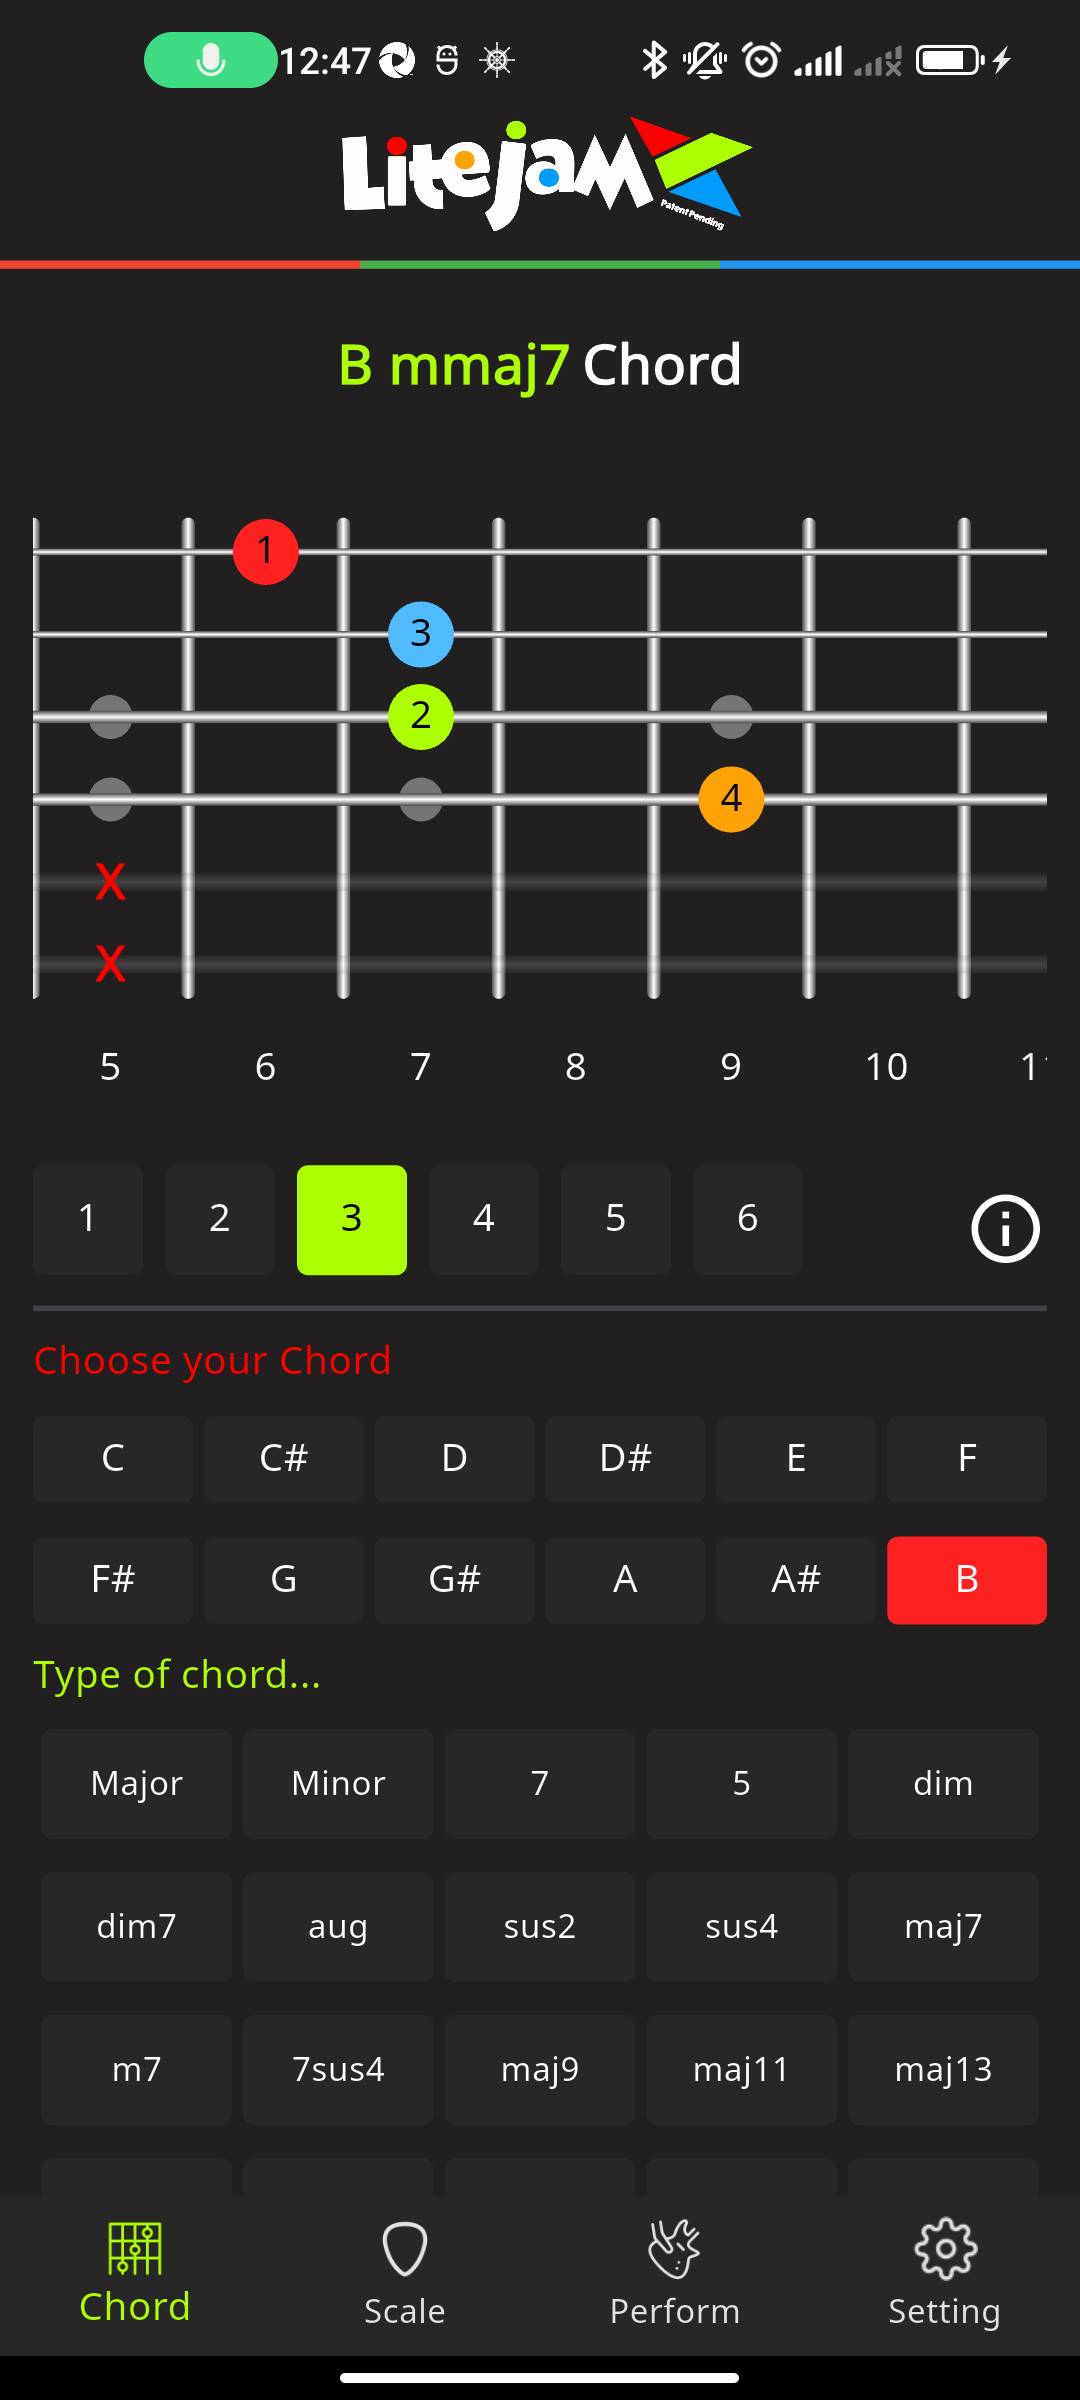 12:47
Litejam
Patent Pending
B mmaj7 Chord
1
3
2
4
X
X
5 6 7 8 9 10 11
1 2 3 4 5 6
Choose your Chord
C C# D D# E F
F# G G# A A# B
Type of chord...
Major Minor 7 5 dim
dim7 aug sus2 sus4 maj7
m7 7sus4 maj9 maj11 maj13
Chord Scale Perform Setting